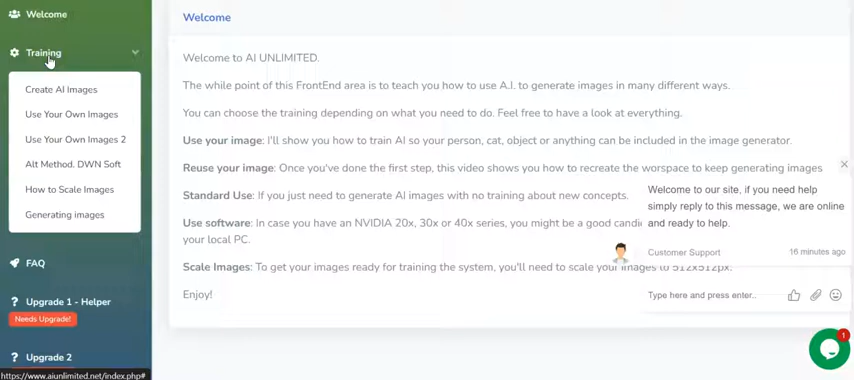 Welcome
Training
Create AI Images
Use Your Own Images
Use Your Own Images 2
Alt Method. DWN Soft
How to Scale Images
Generating images
FAQ
Upgrade 1 - Helper
Needs Upgrade!
Upgrade 2
https://www.aiunlimited.net/index.php#
Welcome
Welcome to AI UNLIMITED.
The while point of this FrontEnd area is to teach you how to use A.I. to generate images in many different ways.
You can choose the training depending on what you need to do. Feel free to have a look at everything.
Use your image: I'll show you how to train AI so your person, cat, object or anything can be included in the image generator.
Reuse your image: Once you've done the first step, this video shows you how to recreate the worspace to keep generating images
Standard Use: If you just need to generate AI images with no training about new concepts.
Use software: In case you have an NVIDIA 20x, 30x or 40x series, you might be a good
your local PC.
Scale Images: To get your images ready for training the system, you'll need to scale your images to 512x512px.
Enjoy!
Welcome to our site, if you need help
simply reply to this message, we are online
and ready to help.
Customer Support 16 minutes ago
Type here and press enter..
1